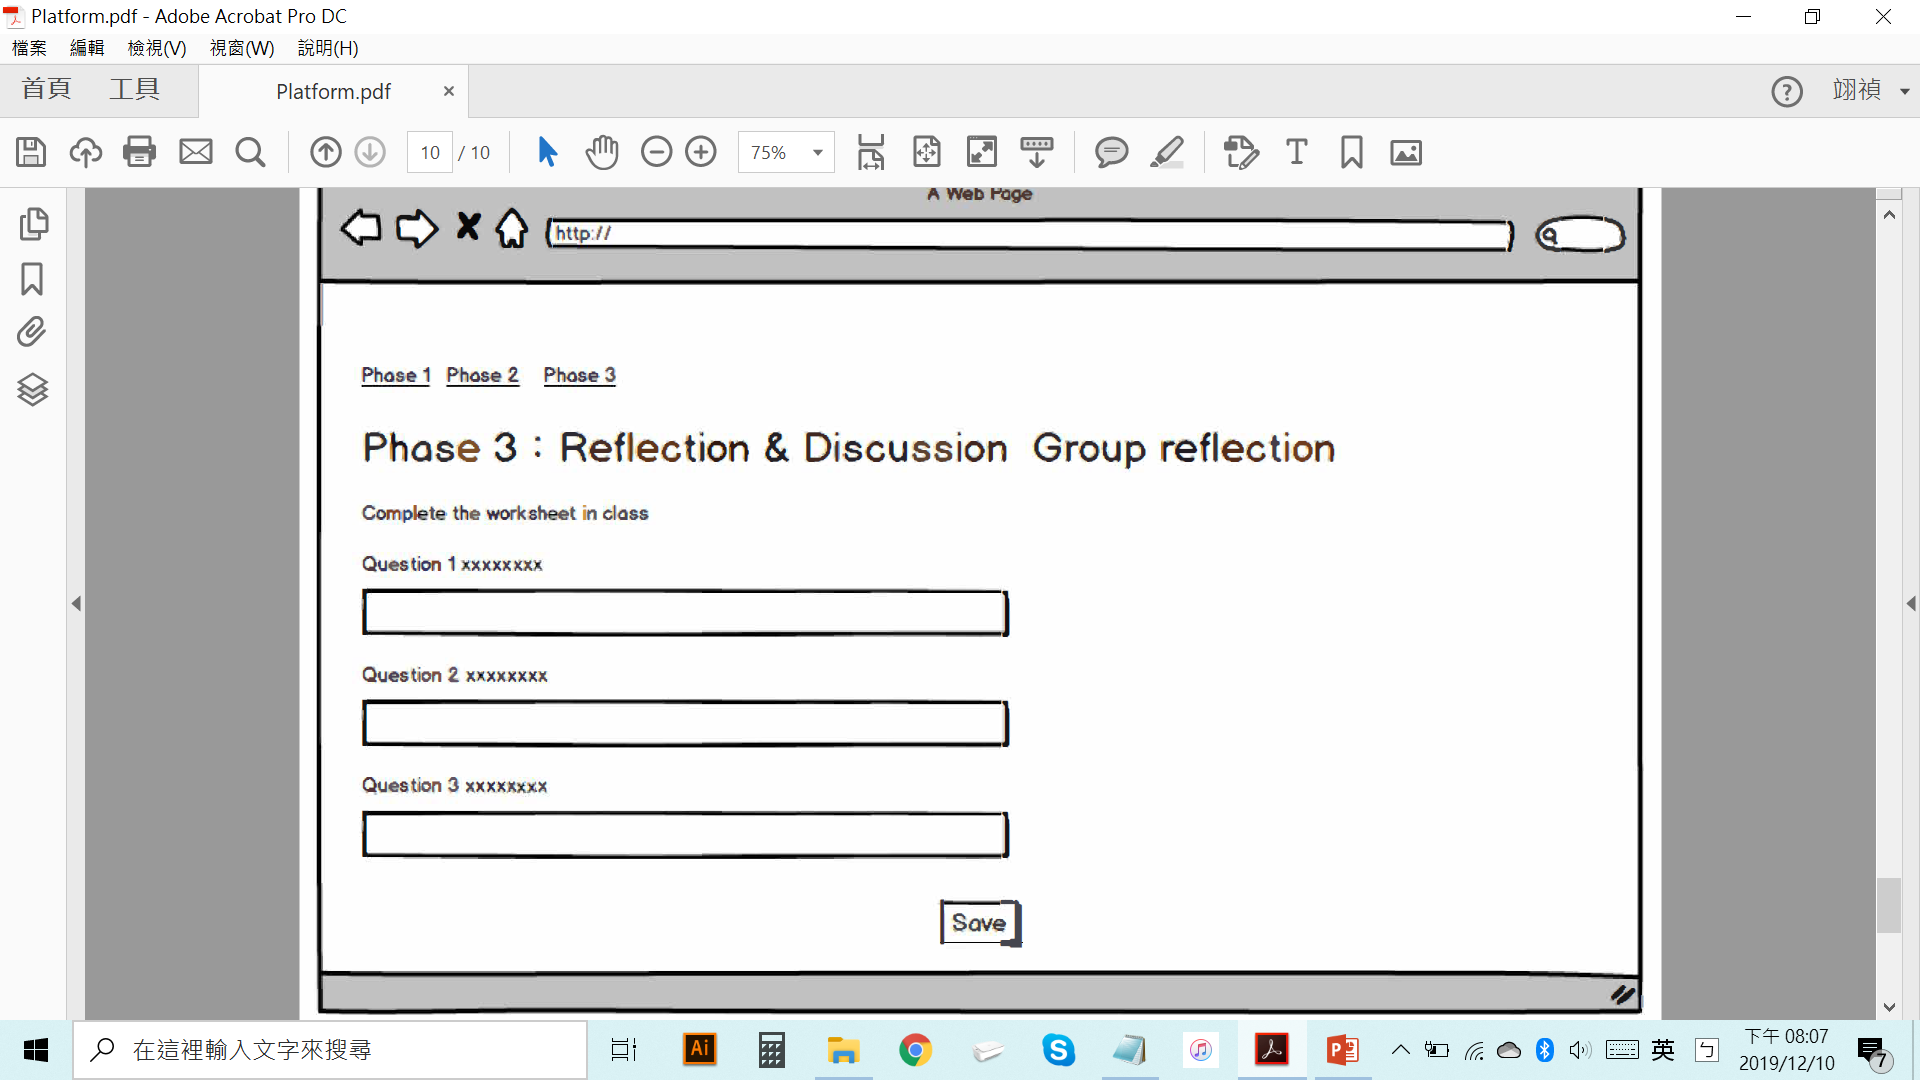 Platform.pdf - Adobe Acrobat Pro DC
檔案 編輯 檢視(V) 視窗(W) 說明(H)
首頁 工具 Platform.pdf × ? 翊禎
10 / 10 75% T
A Web Page
http://
Phase 1 Phase 2 Phase 3
Phase 3：Reflection & Discussion Group reflection
Complete the worksheet in class
Question 1 xxxxxxxx
Question 2 xxxxxxxx
Question 3 xxxxxxxx
Save
在這裡輸入文字來搜尋
Ai
英 ㄅ
下午 08:07
2019/12/10
7